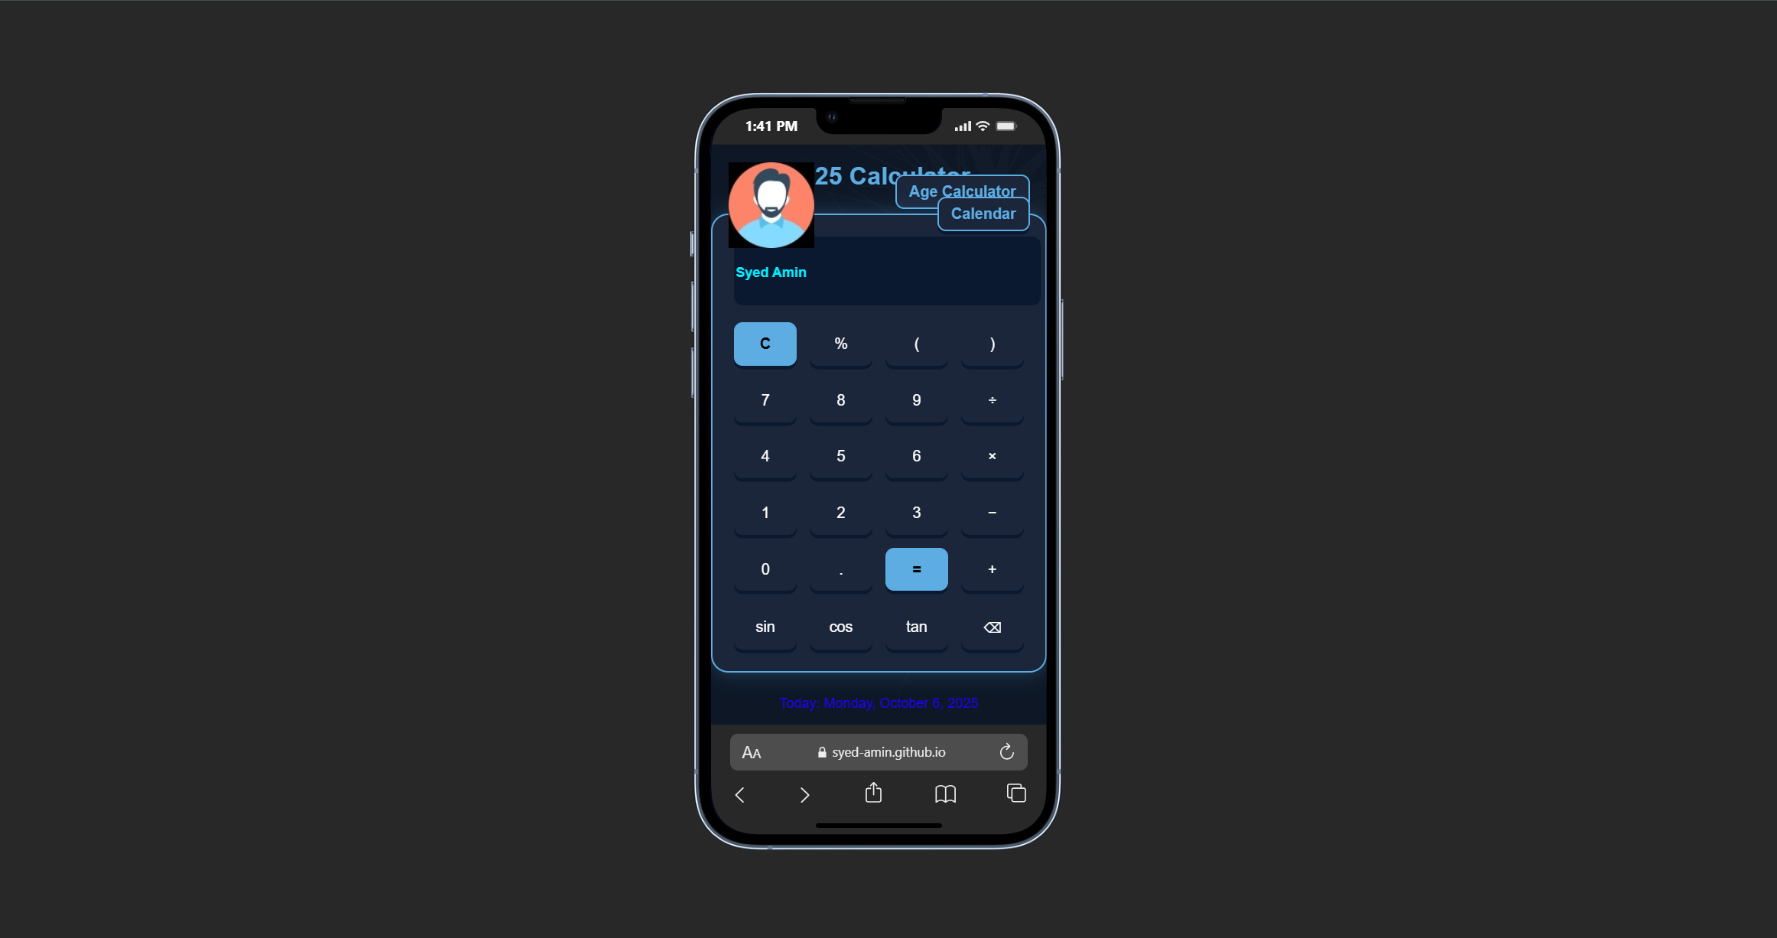 1:41 PM
25 Calculator
Age Calculator
Calendar
Syed Amin
C % ( )
7 8 9 ÷
4 5 6 ×
1 2 3 −
0 . = +
sin cos tan ⌫
Today: Monday, October 6, 2025
AA syed-amin.github.io